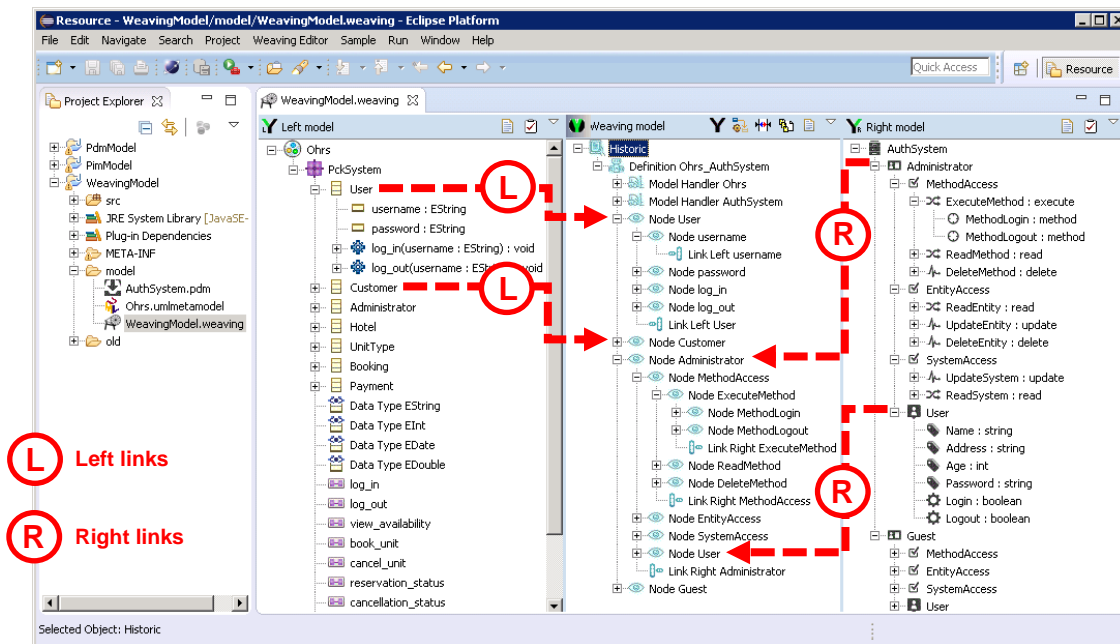 Resource - WeavingModel/model/WeavingModel.weaving - Eclipse Platform
File Edit Navigate Search Project Weaving Editor Sample Run Window Help
Quick Access
Resource
Project Explorer
PdmModel
PimModel
WeavingModel
src
JRE System Library [JavaSE-
Plug-in Dependencies
META-INF
model
AuthSystem.pdm
Ohrs.umlmetamodel
WeavingModel.weaving
old
L Left links
R Right links
WeavingModel.weaving
Left model
Ohrs
PckSystem
User
username : EString
password : EString
log_in(username : EString) : void
log_out(username : EString) : void
Customer
Administrator
Hotel
UnitType
Booking
Payment
Data Type EString
Data Type EInt
Data Type EDate
Data Type EDouble
log_in
log_out
view_availability
book_unit
cancel_unit
reservation_status
cancellation_status
L
L
Weaving model
Historic
Definition Ohrs_AuthSystem
Model Handler Ohrs
Model Handler AuthSystem
Node User
Node username
Link Left username
Node password
Node log_in
Node log_out
Link Left User
Node Customer
Node Administrator
Node MethodAccess
Node ExecuteMethod
Node MethodLogin
Node MethodLogout
Link Right ExecuteMethod
Node ReadMethod
Node DeleteMethod
Link Right MethodAccess
Node EntityAccess
Node SystemAccess
Node User
Link Right Administrator
Node Guest
R
R
Right model
AuthSystem
Administrator
MethodAccess
ExecuteMethod : execute
MethodLogin : method
MethodLogout : method
ReadMethod : read
DeleteMethod : delete
EntityAccess
ReadEntity : read
UpdateEntity : update
DeleteEntity : delete
SystemAccess
UpdateSystem : update
ReadSystem : read
User
Name : string
Address : string
Age : int
Password : string
Login : boolean
Logout : boolean
Guest
MethodAccess
EntityAccess
SystemAccess
User
Selected Object: Historic